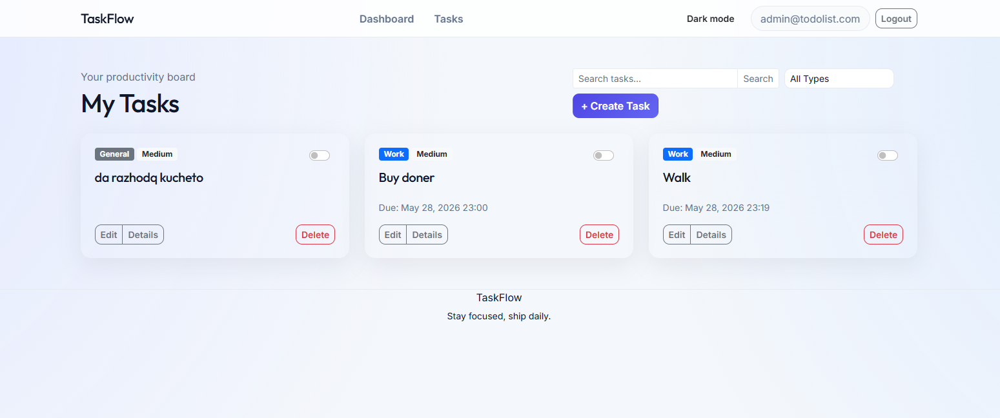 TaskFlow Dashboard Tasks Dark mode admin@todolist.com Logout
Your productivity board
My Tasks
Search tasks... Search All Types
+ Create Task
General Medium
da razhodq kucheto
Edit Details Delete
Work Medium
Buy doner
Due: May 28, 2026 23:00
Edit Details Delete
Work Medium
Walk
Due: May 28, 2026 23:19
Edit Details Delete
TaskFlow
Stay focused, ship daily.